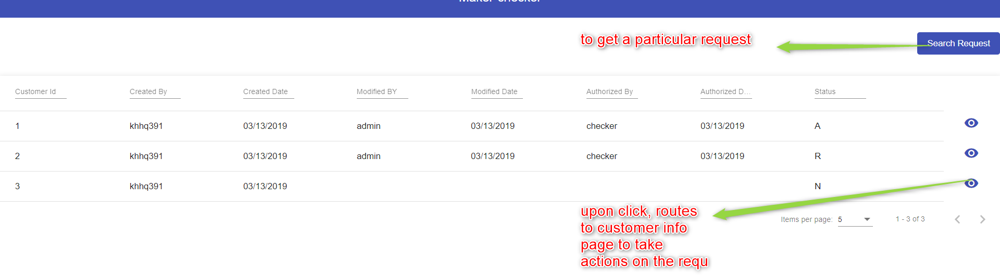 Maker-checker
to get a particular request
Search Request
Customer Id Created By Created Date Modified BY Modified Date Authorized By Authorized D... Status
1 khhq391 03/13/2019 admin 03/13/2019 checker 03/13/2019 A
2 khhq391 03/13/2019 admin 03/13/2019 checker 03/13/2019 R
3 khhq391 03/13/2019 N
upon click, routes
to customer info
page to take
actions on the requ
Items per page: 5 1 - 3 of 3